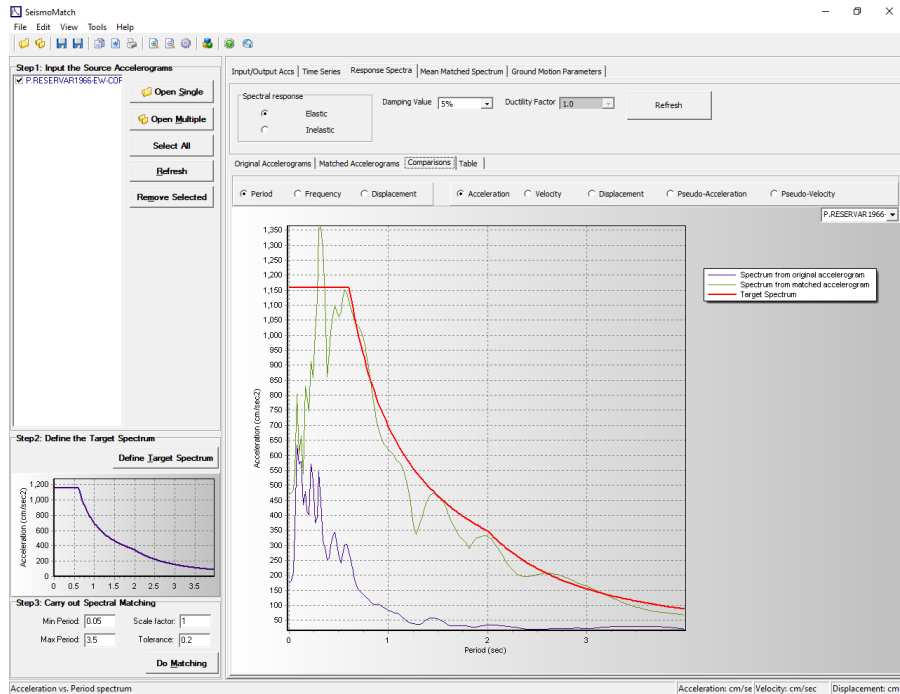 SeismoMatch
File Edit View Tools Help
Step1: Input the Source Accelerograms
P.RESERVAR1966-EW-COF
Open Single
Open Multiple
Select All
Refresh
Remove Selected
Step2: Define the Target Spectrum
Define Target Spectrum
Acceleration (cm/sec2)
1,200
1,000
800
600
400
200
0
0 0.5 1 1.5 2 2.5 3 3.5
Step3: Carry out Spectral Matching
Min Period: 0.05 Scale factor: 1
Max Period: 3.5 Tolerance: 0.2
Do Matching
Input/Output Accs Time Series Response Spectra Mean Matched Spectrum Ground Motion Parameters
Spectral response
Elastic
Inelastic
Damping Value 5% Ductility Factor 1.0 Refresh
Original Accelerograms Matched Accelerograms Comparisons Table
Period Frequency Displacement Acceleration Velocity Displacement Pseudo-Acceleration Pseudo-Velocity
P.RESERVAR1966-
1,350
1,300
1,250
1,200
1,150
1,100
1,050
1,000
950
900
850
800
750
700
650
600
550
500
450
400
350
300
250
200
150
100
50
Acceleration (cm/sec2)
0 1 2 3
Period (sec)
Spectrum from original accelerogram
Spectrum from matched accelerogram
Target Spectrum
Acceleration vs. Period spectrum
Acceleration: cm/se Velocity: cm/sec Displacement: cm